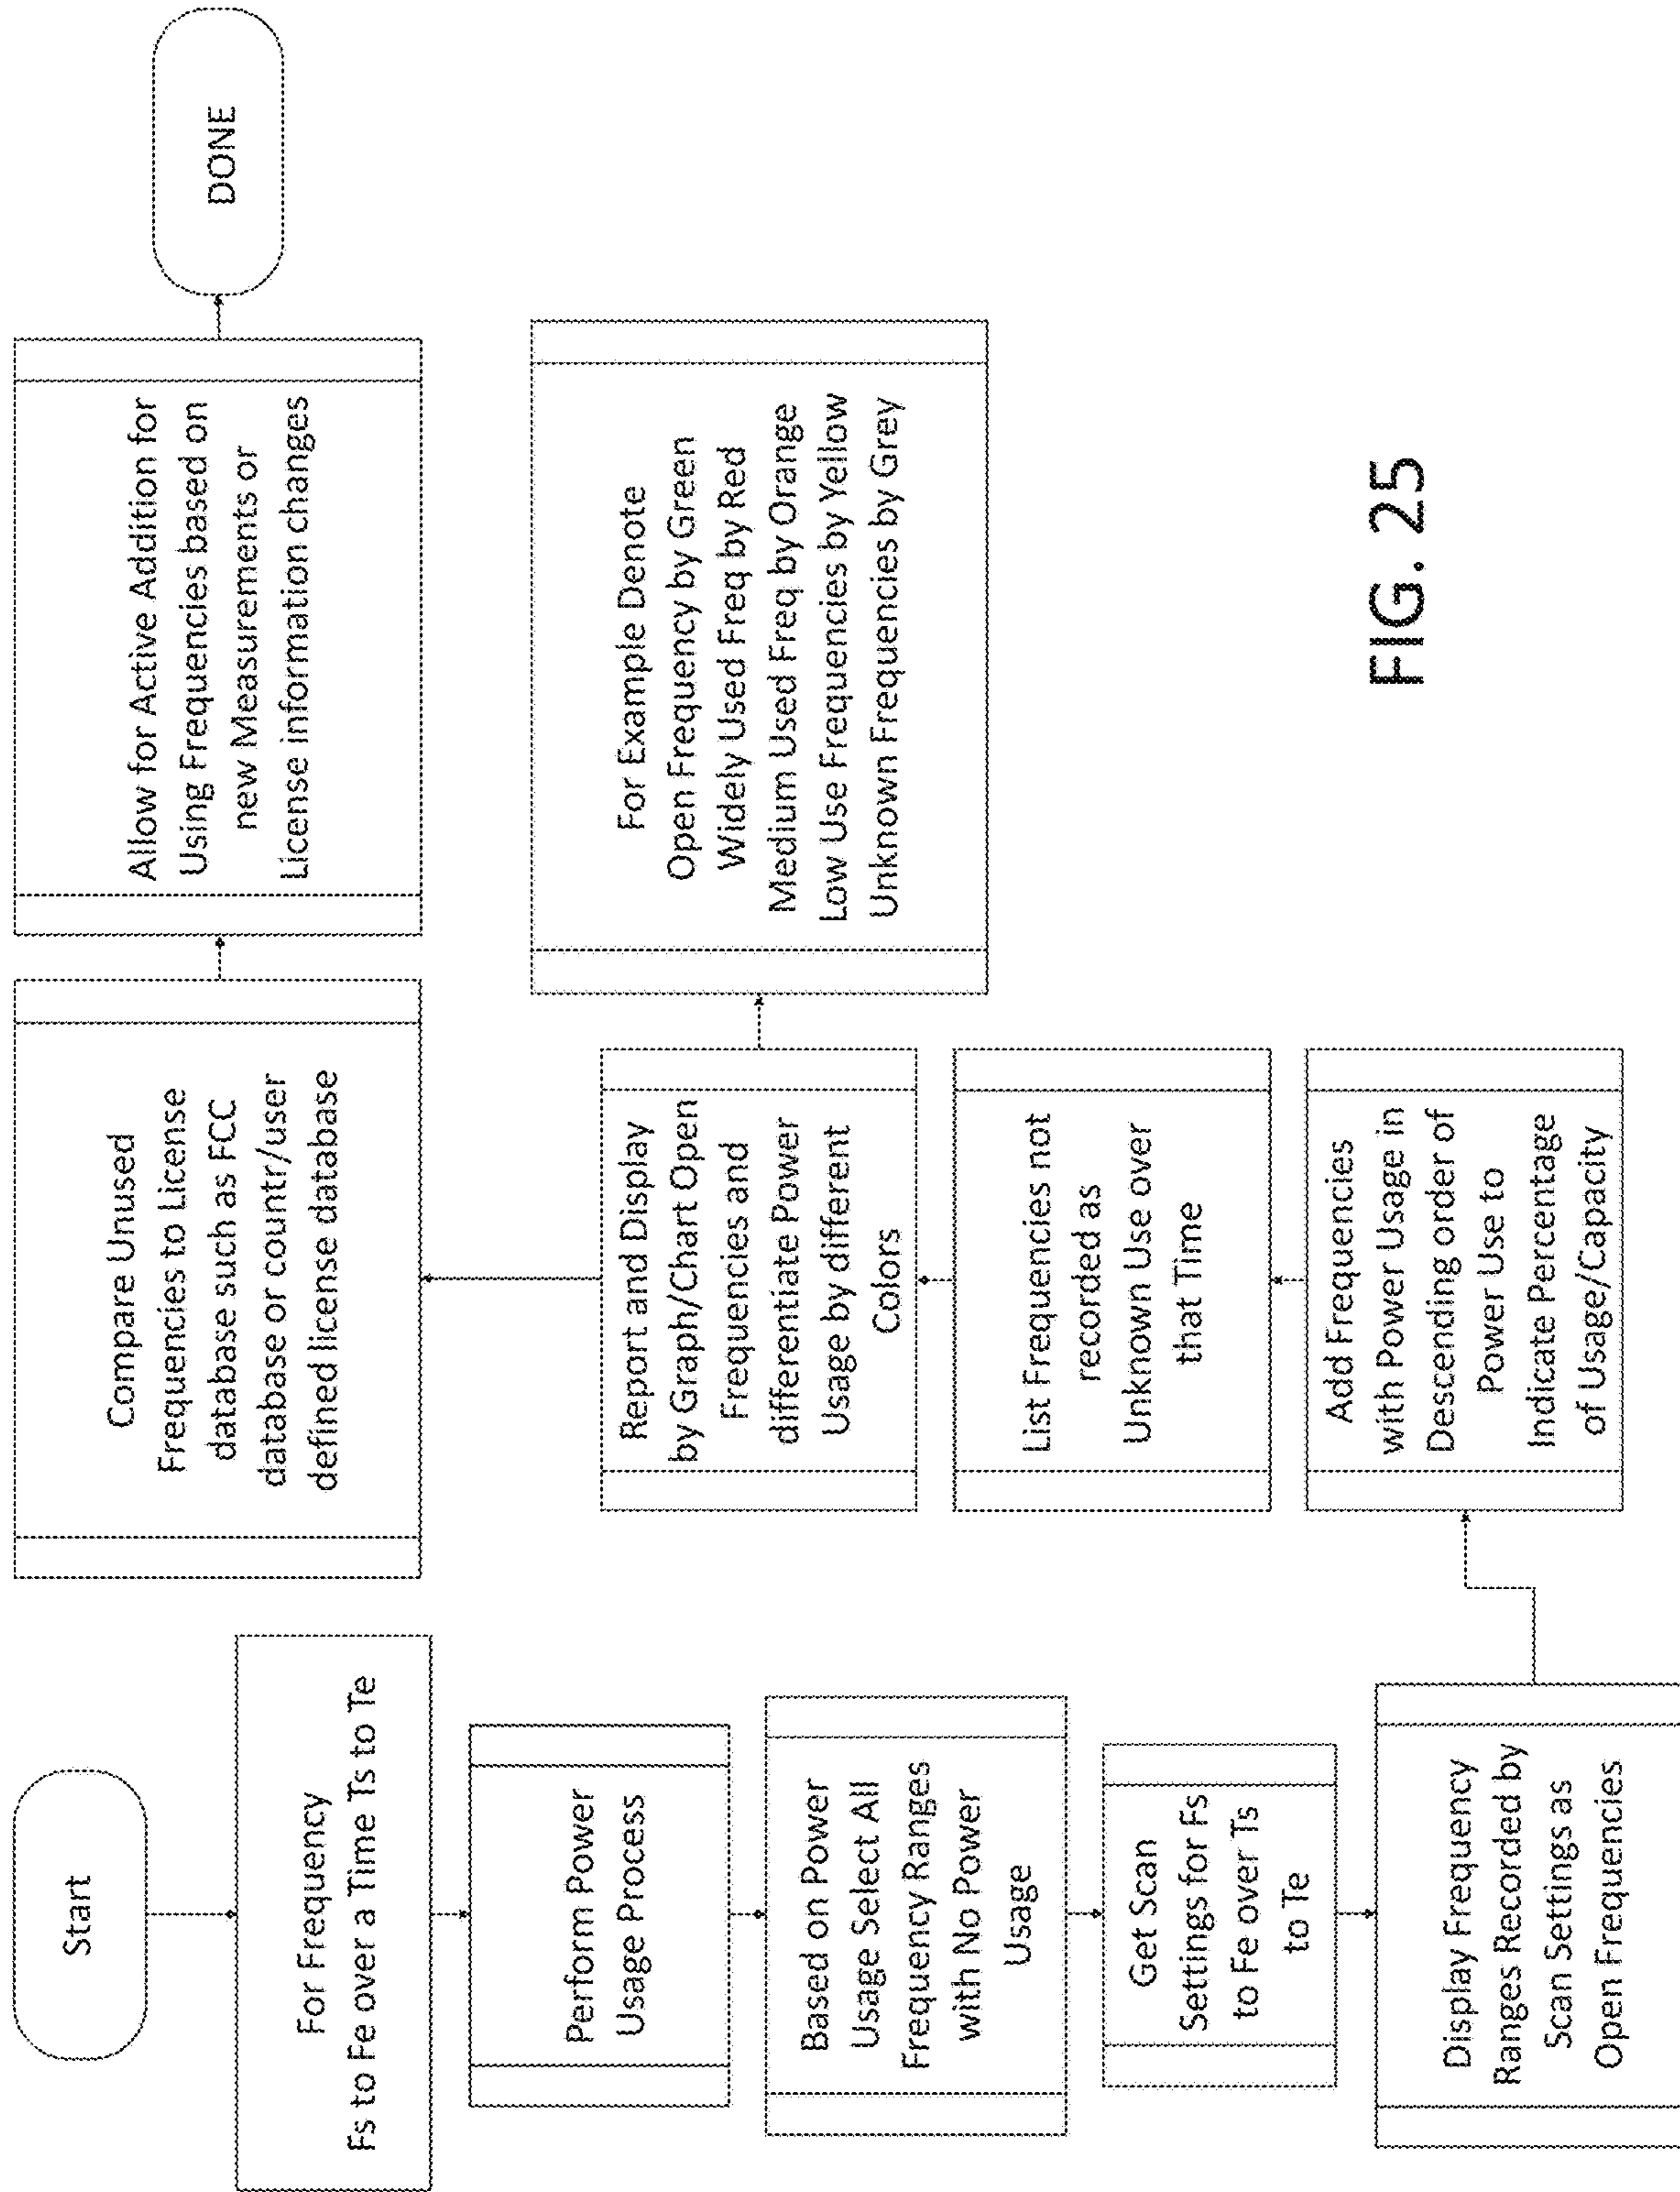 Start
For Frequency
Fs to Fe over a Time Ts to Te
Perform Power
Usage Process
Based on Power
Usage Select All
Frequency Ranges
with No Power
Usage
Get Scan
Settings for Fs
to Fe over Ts
to Te
Display Frequency
Ranges Recorded by
Scan Settings as
Open Frequencies
Add Frequencies
with Power Usage in
Descending order of
Power Use to
Indicate Percentage
of Usage/Capacity
List Frequencies not
recorded as
Unknown Use over
that Time
Report and Display
by Graph/Chart Open
Frequencies and
differentiate Power
Usage by different
Colors
For Example Denote
Open Frequency by Green
Widely Used Freq by Red
Medium Used Freq by Orange
Low Use Frequencies by Yellow
Unknown Frequencies by Grey
Compare Unused
Frequencies to License
database such as FCC
database or countr/user
defined license database
Allow for Active Addition for
Using Frequencies based on
new Measurements or
License information changes
DONE
FIG. 25